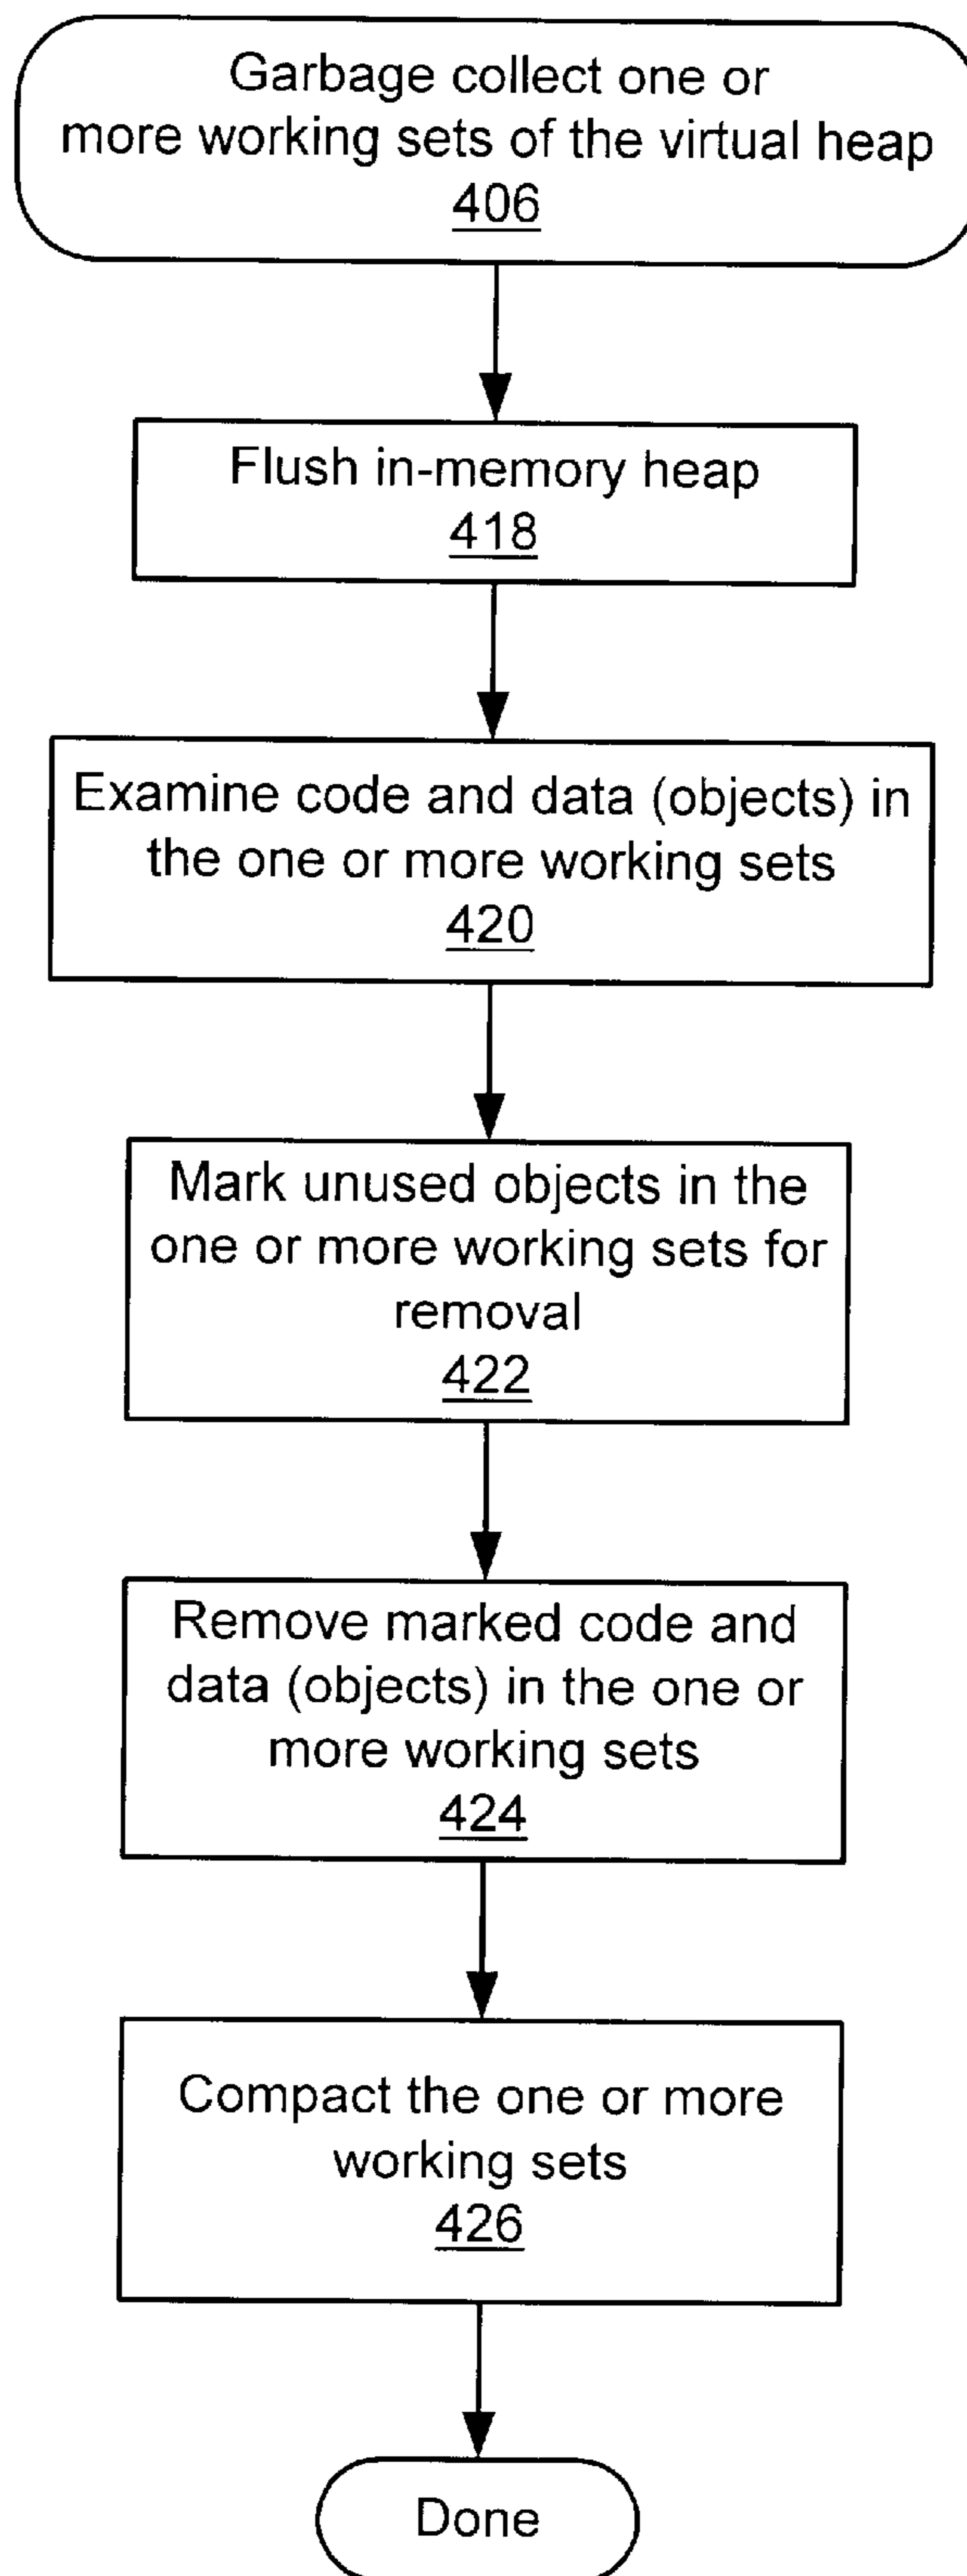 Garbage collect one or
more working sets of the virtual heap
406
Flush in-memory heap
418
Examine code and data (objects) in
the one or more working sets
420
Mark unused objects in the
one or more working sets for
removal
422
Remove marked code and
data (objects) in the one or
more working sets
424
Compact the one or more
working sets
426
Done